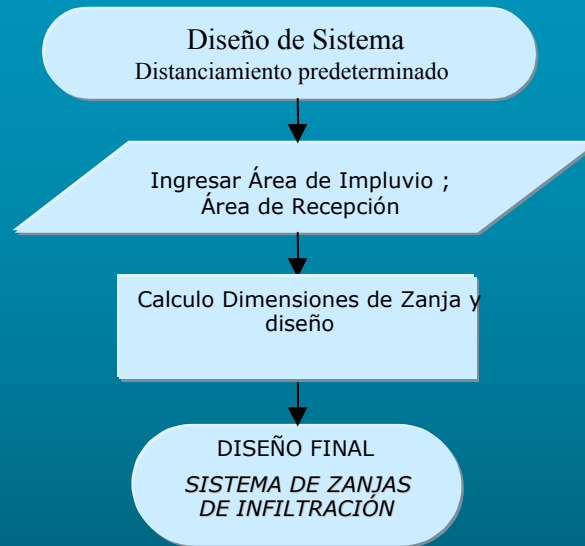 Diseño de Sistema
Distanciamiento predeterminado
Ingresar Área de Impluvio ;
Área de Recepción
Calculo Dimensiones de Zanja y
diseño
DISEÑO FINAL
SISTEMA DE ZANJAS
DE INFILTRACIÓN